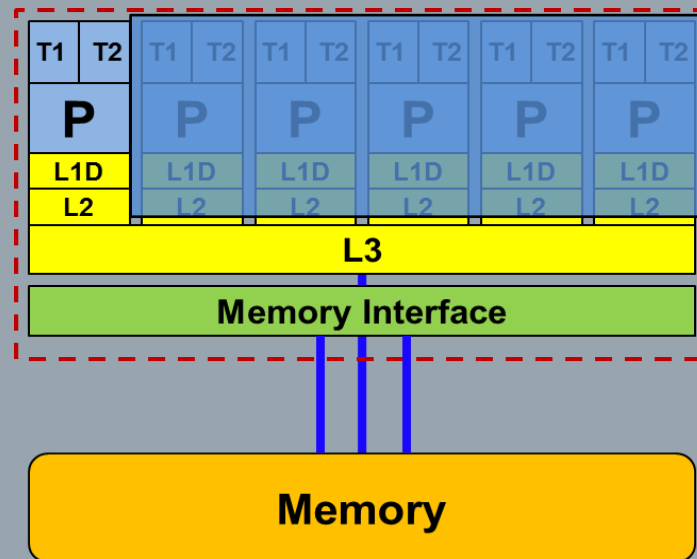 T1 T2 T1 T2 T1 T2 T1 T2 T1 T2 T1 T2
P P P P P P
L1D L1D L1D L1D L1D L1D
L2 L2 L2 L2 L2 L2
L3
Memory Interface
Memory